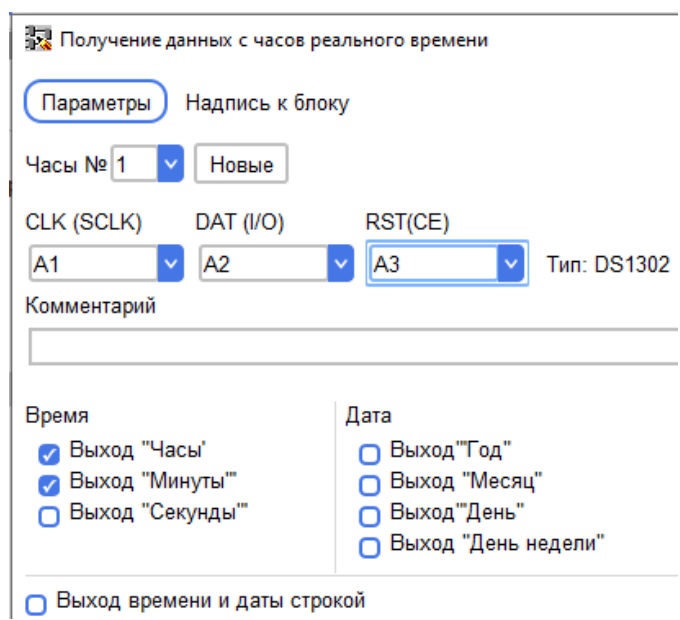 Получение данных с часов реального времени
Параметры Надпись к блоку
Часы № 1 Новые
CLK (SCLK) DAT (I/O) RST(CE)
A1 A2 A3 Тип: DS1302
Комментарий
Время
Выход "Часы'
Выход "Минуты'"
Выход "Секунды'"
Дата
Выход'"Год"
Выход "Месяц"
Выход'"День"
Выход "День недели"
Выход времени и даты строкой